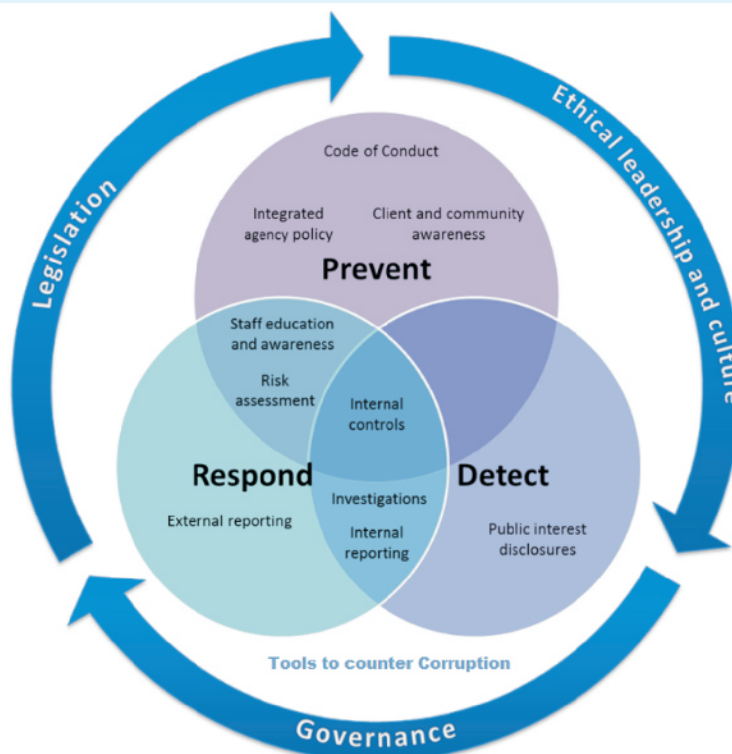 Legislation
Ethical leadership and culture
Code of Conduct
Integrated
agency policy
Client and community
awareness
Prevent
Staff education
and awareness
Risk
assessment
Internal
controls
Respond
Detect
External reporting
Investigations
Internal
reporting
Public interest
disclosures
Tools to counter Corruption
Governance